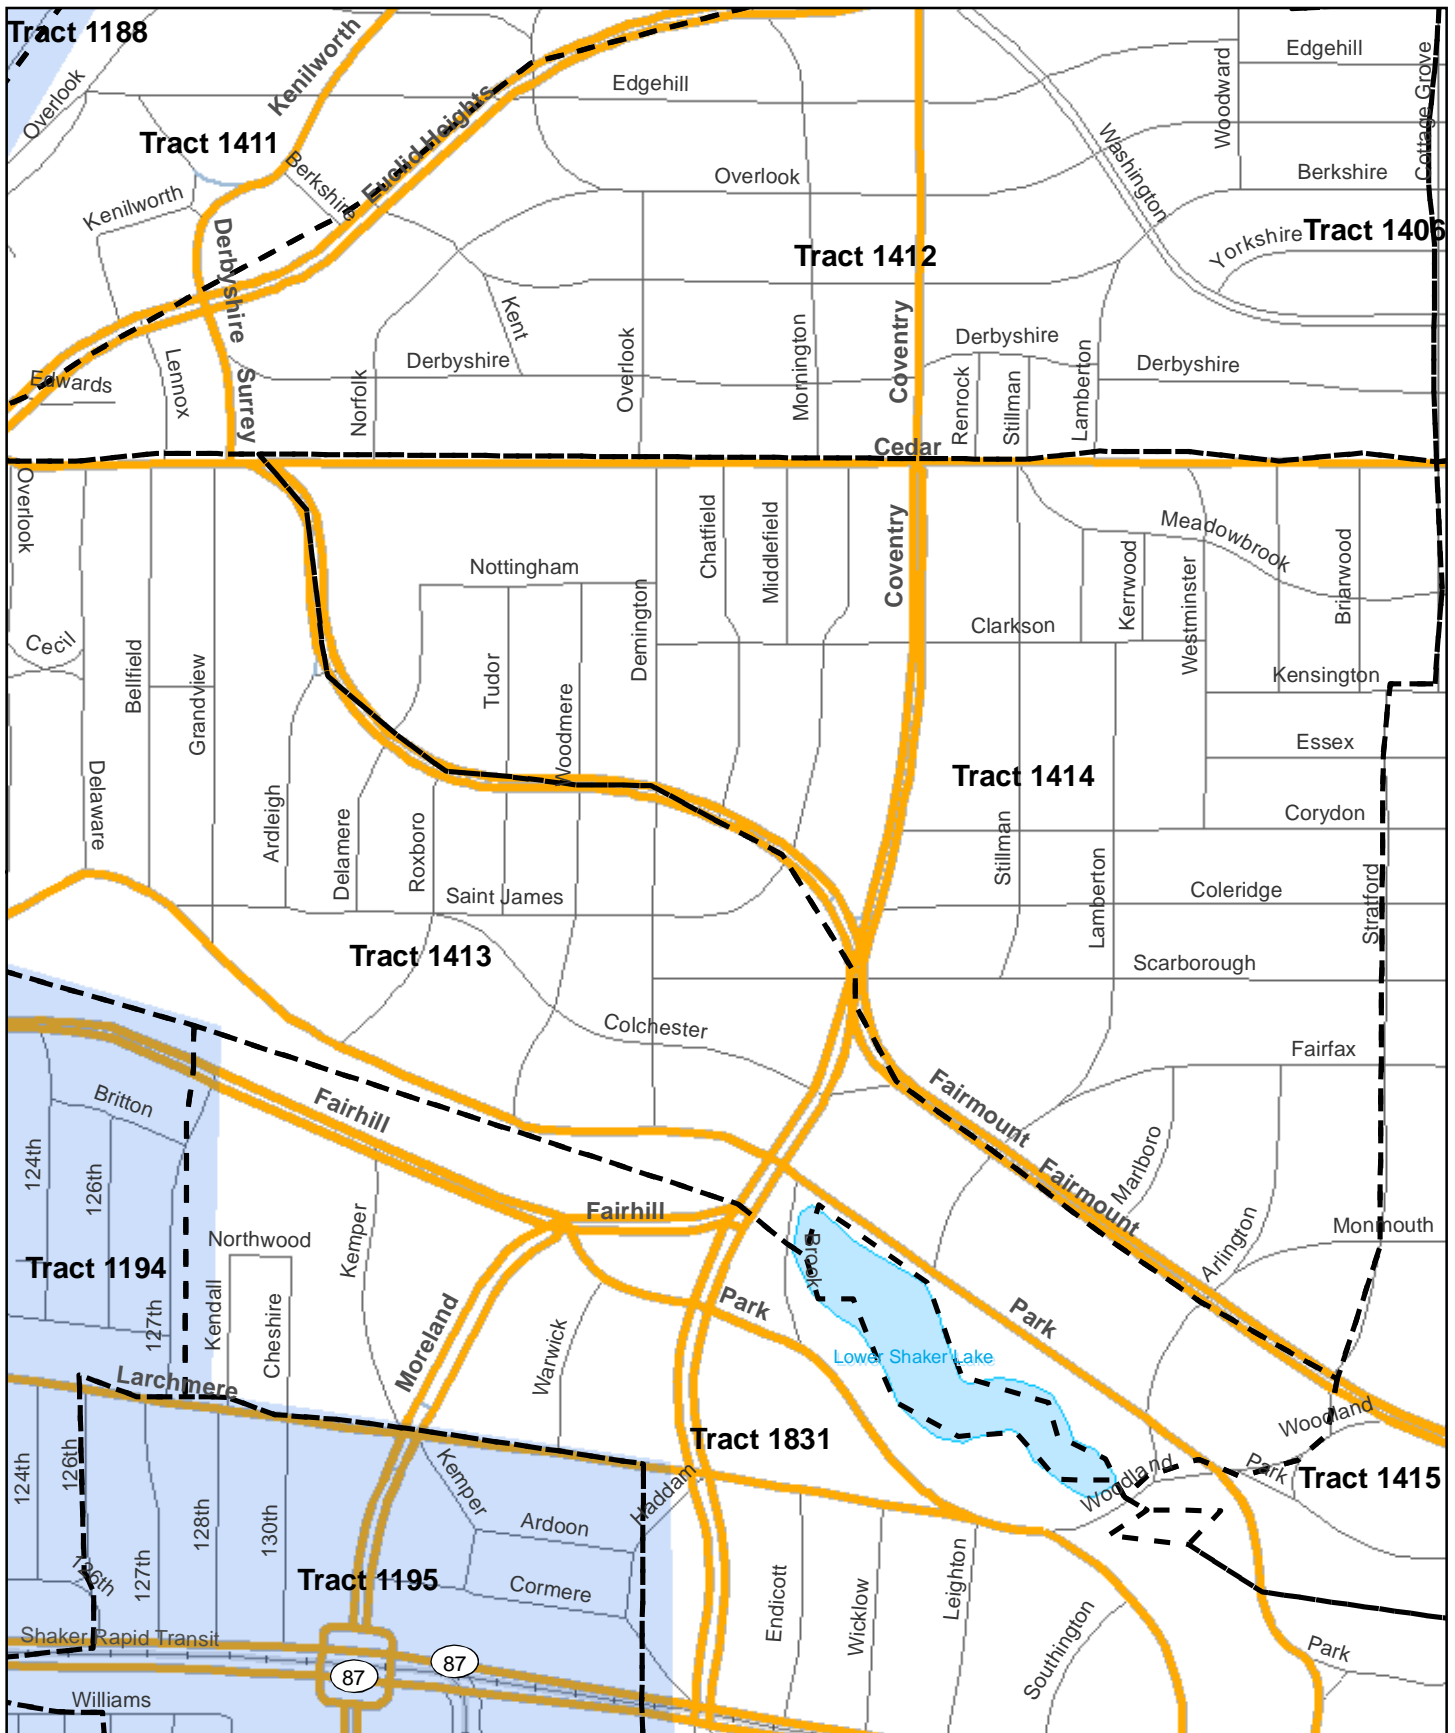 Tract 1188
Kenilworth
Edgehill
Woodward
Edgehill
Cottage Grove
Overlook
Tract 1411
Berkshire
Euclid Heights
Overlook
Washington
Berkshire
Kenilworth
Derbyshire
Tract 1412
Yorkshire
Tract 1406
Kent
Edwards
Lennox
Surrey
Norfolk
Derbyshire
Overlook
Mornington
Coventry
Derbyshire
Renrock
Stillman
Lamberton
Derbyshire
Cedar
Overlook
Chatfield
Middlefield
Coventry
Meadowbrook
Nottingham
Kerrwood
Westminster
Briarwood
Cecil
Bellfield
Grandview
Tudor
Woodmere
Demington
Clarkson
Kensington
Delaware
Essex
Tract 1414
Ardleigh
Delamere
Roxboro
Stillman
Corydon
Lamberton
Saint James
Coleridge
Stratford
Tract 1413
Scarborough
Colchester
Fairfax
Britton
Fairhill
Fairmount
124th
126th
Marlboro
Fairmount
Kemper
Fairhill
Northwood
Brook
Arlington
Monmouth
Tract 1194
Kendall
127th
Cheshire
Moreland
Warwick
Park
Park
Lower Shaker Lake
Larchmere
Woodland
Tract 1831
124th
126th
128th
130th
Kemper
Haddam
Woodland
Park
Tract 1415
Ardoon
126th
127th
Tract 1195
Cormere
Endicott
Wicklow
Leighton
Southington
Shaker Rapid Transit
87
87
Park
Williams